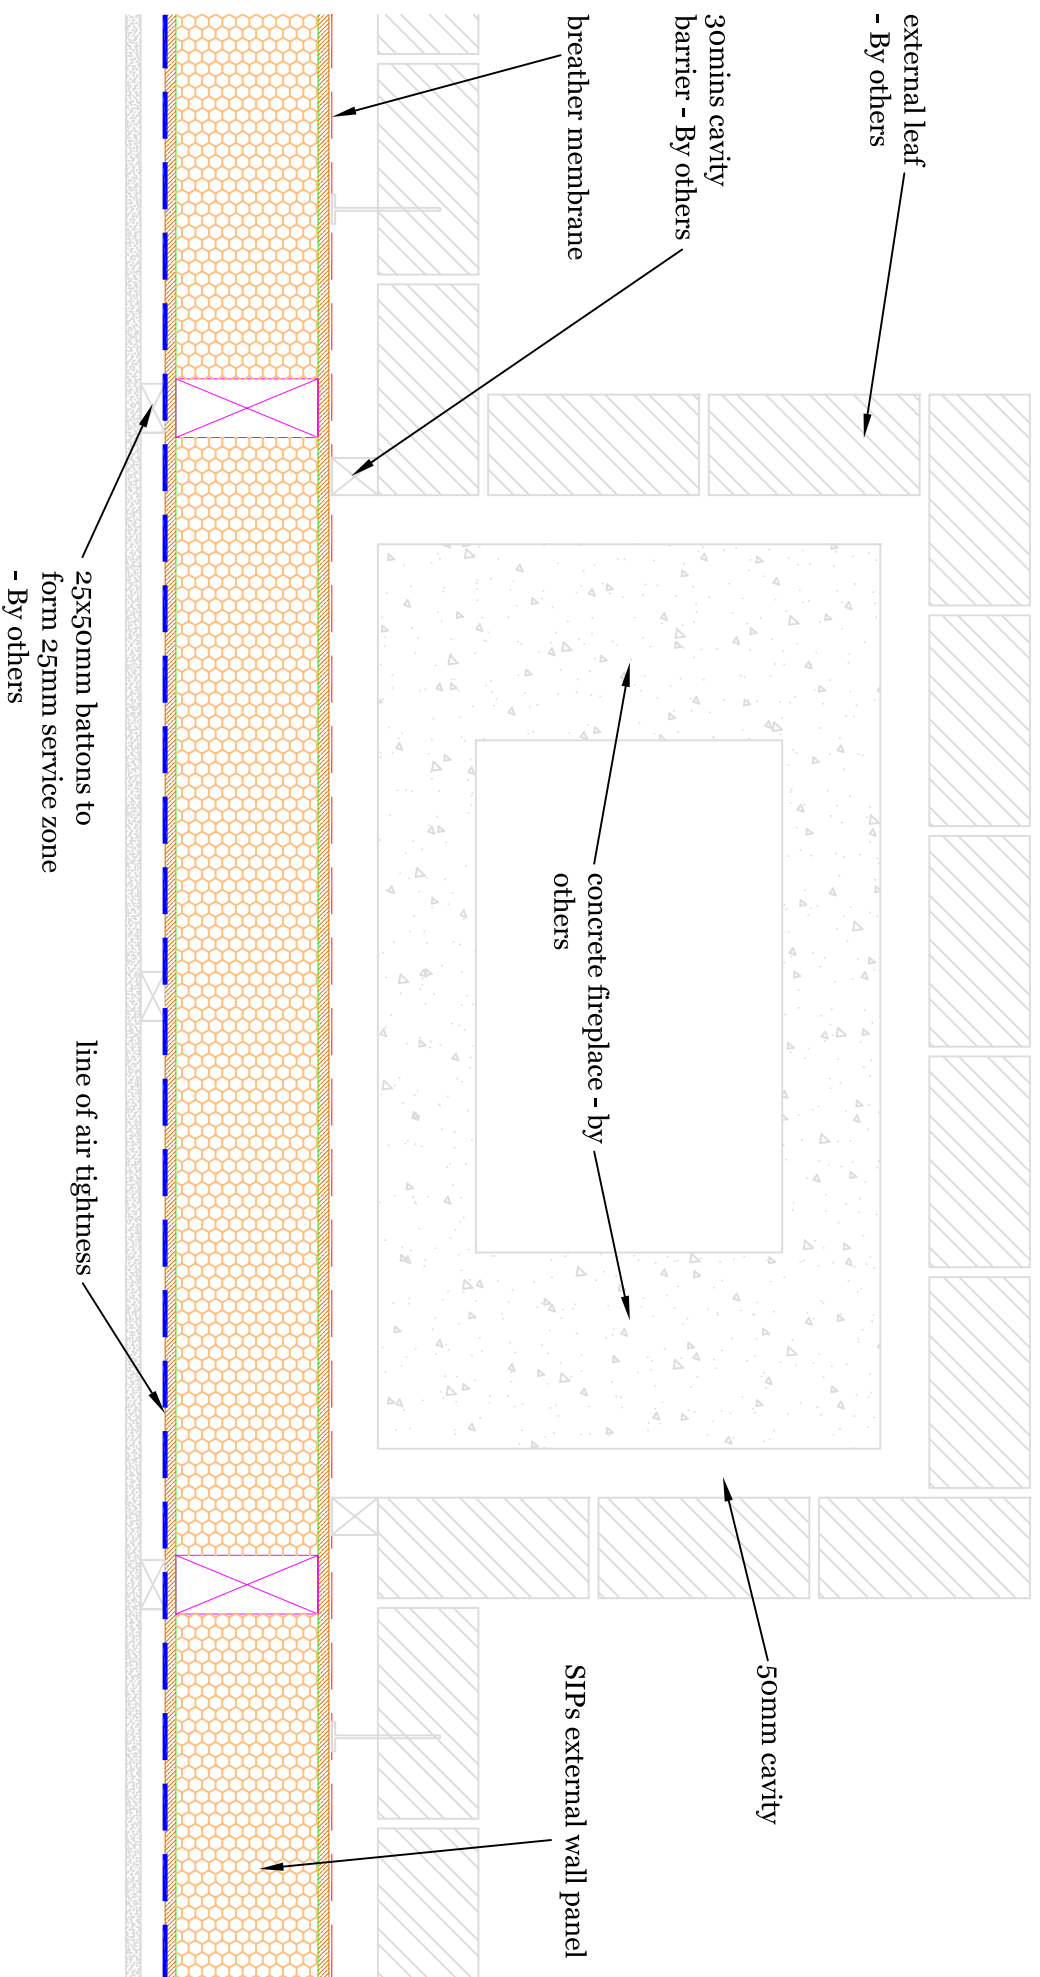 external leaf
- By others
30mins cavity
barrier - By others
breather membrane
25x50mm battons to
form 25mm service zone
- By others
concrete fireplace - by
others
line of air tightness
50mm cavity
SIPs external wall panel